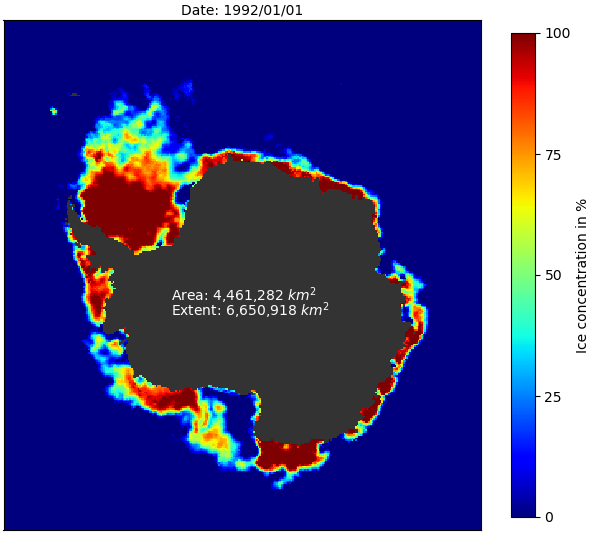 Date: 1992/01/01
100
75
50
25
0
Ice concentration in %
Area: 4,461,282 km²
Extent: 6,650,918 km²